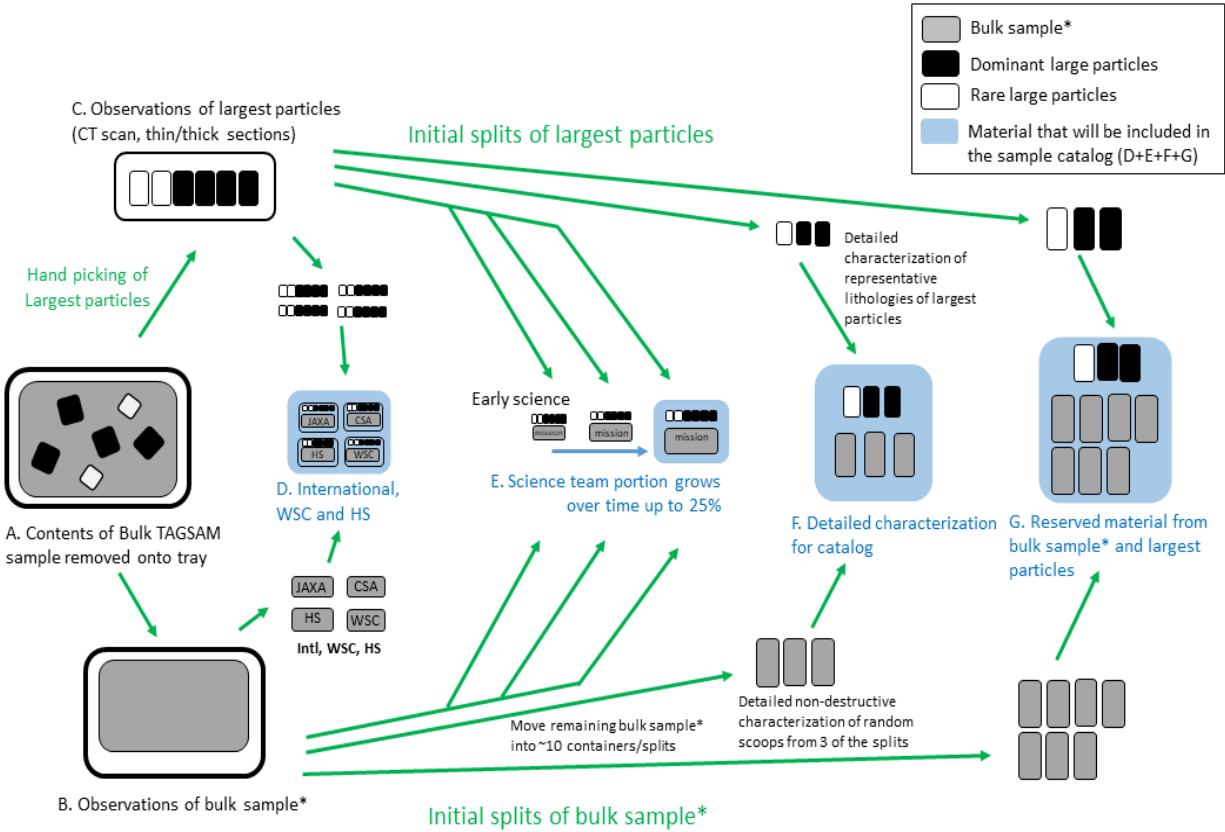 Bulk sample*
Dominant large particles
Rare large particles
Material that will be included in
the sample catalog (D+E+F+G)
C. Observations of largest particles
(CT scan, thin/thick sections)
Initial splits of largest particles
Hand picking of
Largest particles
Detailed
characterization of
representative
lithologies of largest
particles
Early science
mission
mission
mission
JAXA
CSA
HS
WSC
D. International,
WSC and HS
E. Science team portion grows
over time up to 25%
F. Detailed characterization
for catalog
G. Reserved material from
bulk sample* and largest
particles
A. Contents of Bulk TAGSAM
sample removed onto tray
JAXA
CSA
HS
WSC
Intl, WSC, HS
Move remaining bulk sample*
into ~10 containers/splits
Detailed non-destructive
characterization of random
scoops from 3 of the splits
B. Observations of bulk sample*
Initial splits of bulk sample*